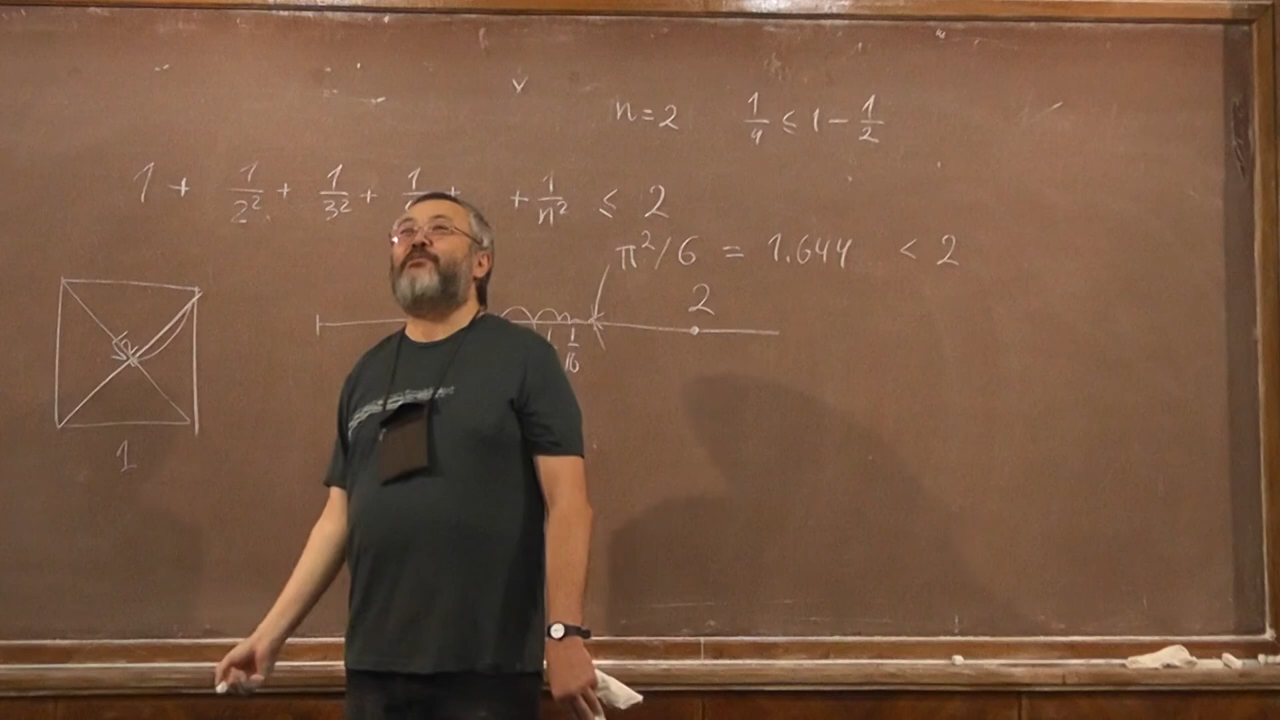 n=2 1/4 ≤ 1 - 1/2
1 + 1/2² + 1/3² + 1/ + + 1/n² ≤ 2
π²/6 = 1.644 < 2
2
1/16
1